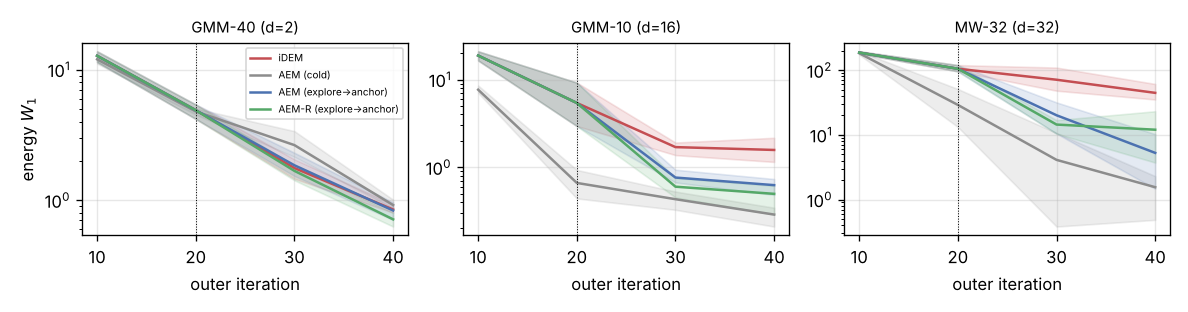 GMM-40 (d=2)
GMM-10 (d=16)
MW-32 (d=32)
energy W₁
10¹
10⁰
iDEM
AEM (cold)
AEM (explore→anchor)
AEM-R (explore→anchor)
10 20 30 40
outer iteration
10¹
10⁰
10 20 30 40
outer iteration
10²
10¹
10⁰
10 20 30 40
outer iteration